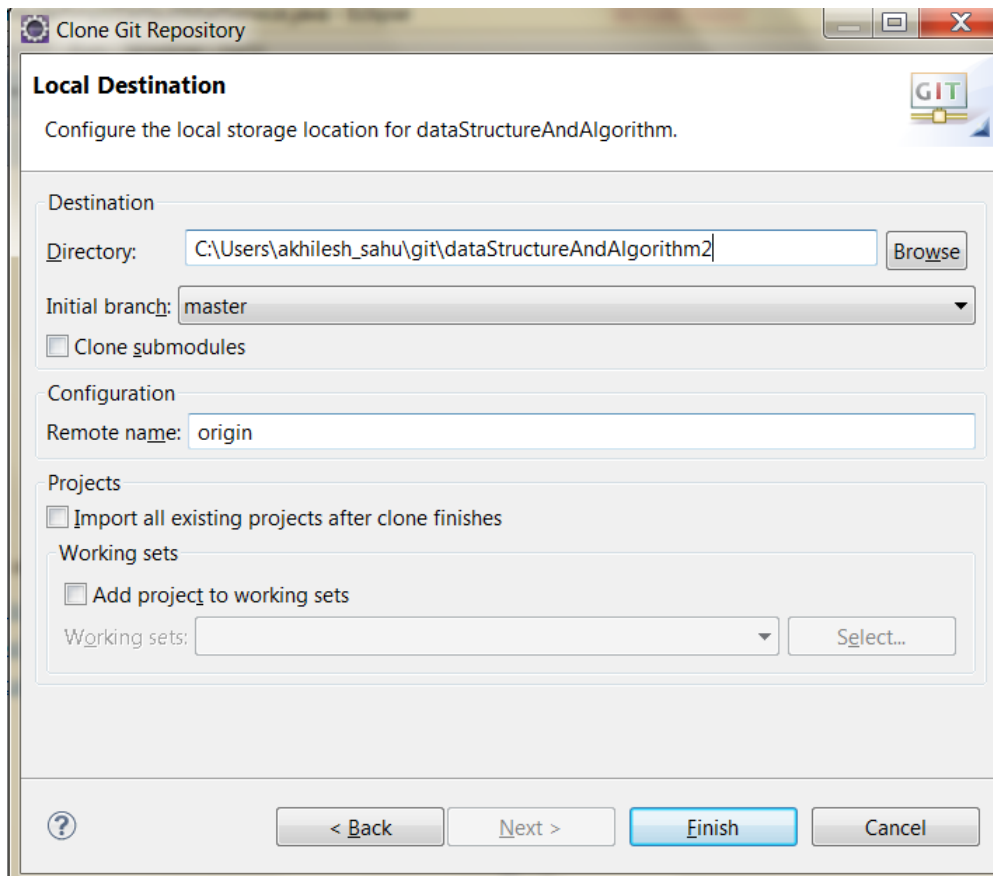 Clone Git Repository
Local Destination
GIT
Configure the local storage location for dataStructureAndAlgorithm.
Destination
Directory: C:\Users\akhilesh_sahu\git\dataStructureAndAlgorithm2 Browse
Initial branch: master
Clone submodules
Configuration
Remote name: origin
Projects
Import all existing projects after clone finishes
Working sets
Add project to working sets
Working sets: Select...
? < Back Next > Finish Cancel